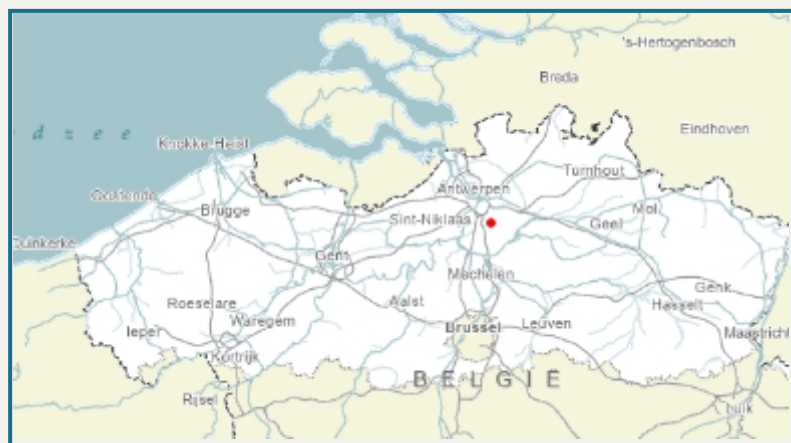 's-Hertogenbosch
Breda
d z e e
Eindhoven
Knokke-Heist
Turnhout
Antwerpen
Oostende
Mol
Brugge
Sint-Niklaas
Geel
Duinkerke
Gent
Mechelen
Genk
Roeselare
Aalst
Hasselt
Ieper
Waregem
Brussel
Leuven
Maastricht
Kortrijk
BELGIË
Rijsel
Luik